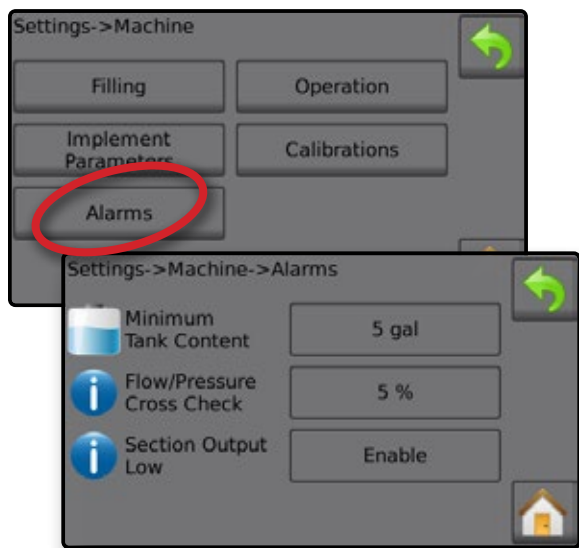 Settings->Machine
Filling
Operation
Implement
Parameters
Calibrations
Alarms
Settings->Machine->Alarms
Minimum
Tank Content
5 gal
Flow/Pressure
Cross Check
5 %
Section Output
Low
Enable